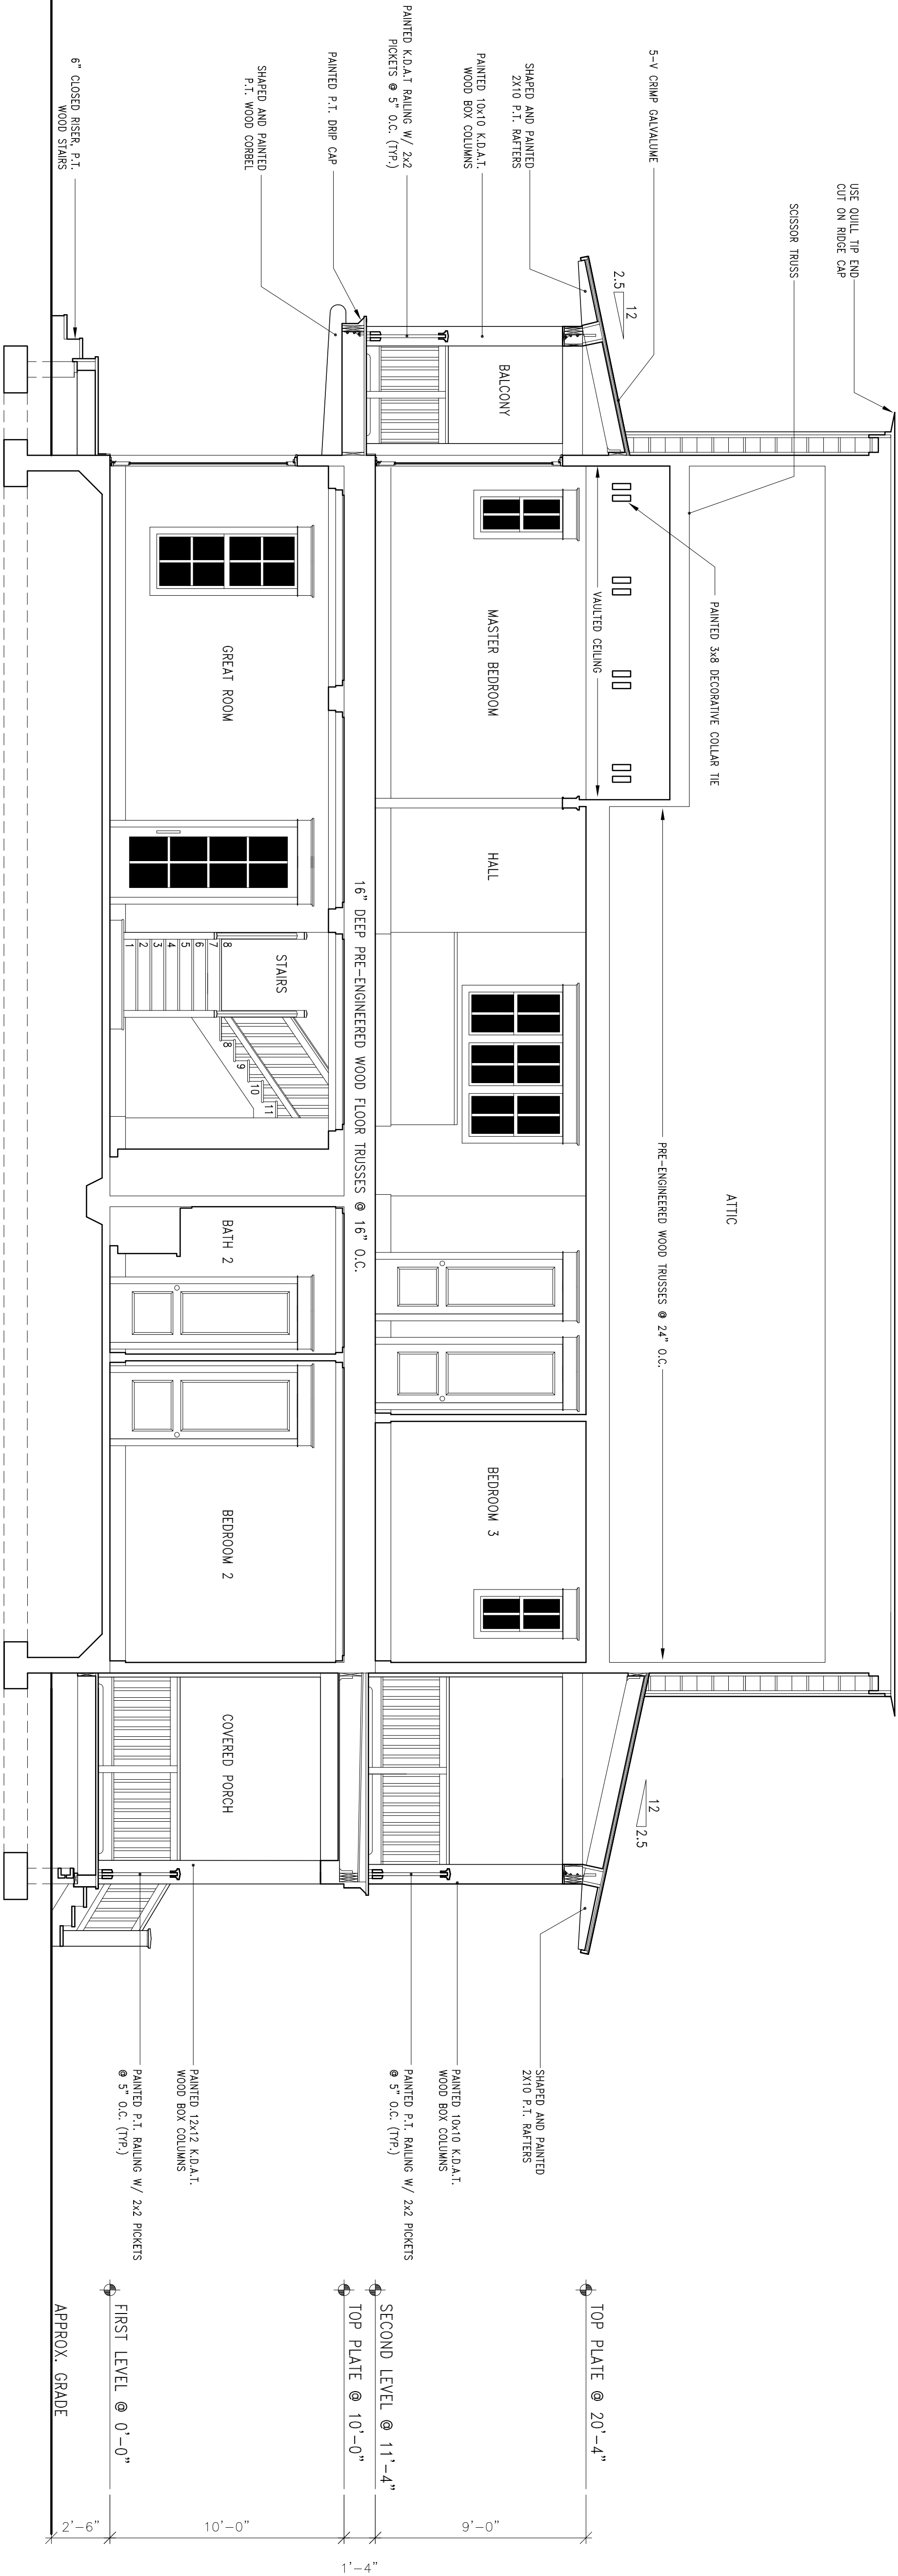 USE QUILL TIP END
CUT ON RIDGE CAP
SCISSOR TRUSS
5-V CRIMP GALVALUME
SHAPED AND PAINTED
2X10 P.T. RAFTERS
PAINTED 10x10 K.D.A.T.
WOOD BOX COLUMNS
PAINTED K.D.A.T RAILING W/ 2x2
PICKETS @ 5" O.C. (TYP.)
PAINTED P.T. DRIP CAP
SHAPED AND PAINTED
P.T. WOOD CORBEL
6" CLOSED RISER, P.T.
WOOD STAIRS
12
2.5
BALCONY
ATTIC
PAINTED 3x8 DECORATIVE COLLAR TIE
VAULTED CEILING
PRE-ENGINEERED WOOD TRUSSES @ 24" O.C.
MASTER BEDROOM
HALL
BEDROOM 3
16" DEEP PRE-ENGINEERED WOOD FLOOR TRUSSES @ 16" O.C.
GREAT ROOM
STAIRS
8
7
6
5
4
3
2
1
8
9
10
11
BATH 2
BEDROOM 2
COVERED PORCH
12
2.5
SHAPED AND PAINTED
2X10 P.T. RAFTERS
PAINTED 10x10 K.D.A.T.
WOOD BOX COLUMNS
PAINTED P.T. RAILING W/ 2x2 PICKETS
@ 5" O.C. (TYP.)
PAINTED 12x12 K.D.A.T.
WOOD BOX COLUMNS
PAINTED P.T. RAILING W/ 2x2 PICKETS
@ 5" O.C. (TYP.)
TOP PLATE @ 20'-4"
SECOND LEVEL @ 11'-4"
TOP PLATE @ 10'-0"
FIRST LEVEL @ 0'-0"
APPROX. GRADE
9'-0"
1'-4"
10'-0"
2'-6"